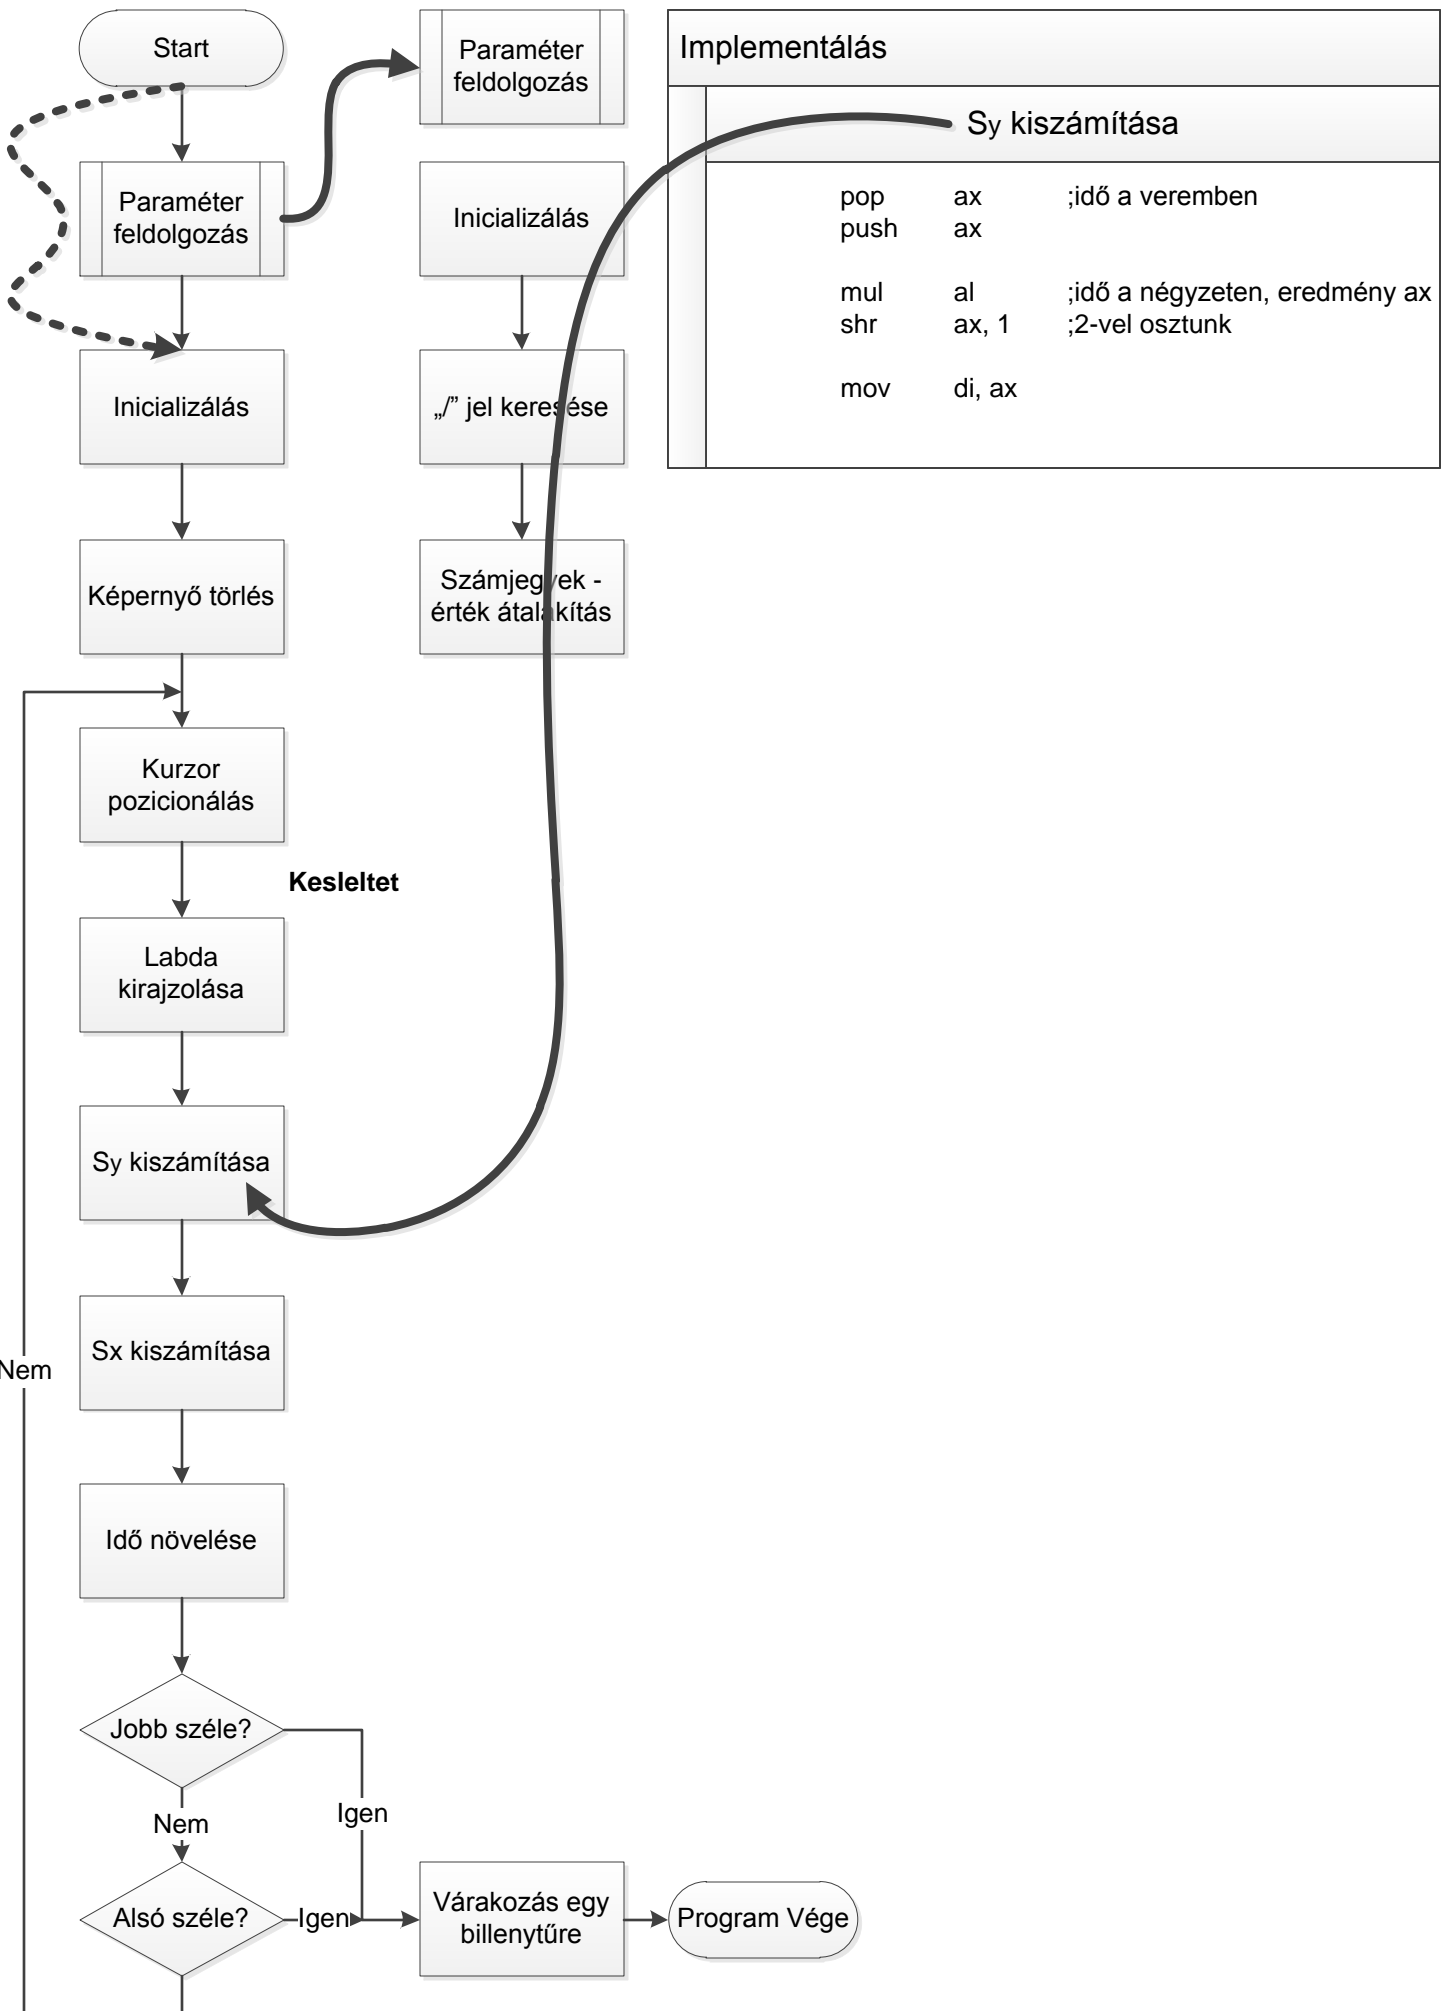 Start
Paraméter
feldolgozás
Inicializálás
Képernyő törlés
Kurzor
pozicionálás
Kesleltet
Labda
kirajzolása
Sy kiszámítása
Sx kiszámítása
Nem
Idő növelése
Jobb széle?
Nem
Igen
Alsó széle?
Igen
Várakozás egy
billenytűre
Program Vége
Paraméter
feldolgozás
Inicializálás
„/” jel keresése
Számjegyek -
érték átalakítás
Implementálás
Sy kiszámítása
pop ax ;idő a veremben
push ax
mul al ;idő a négyzeten, eredmény ax
shr ax, 1 ;2-vel osztunk
mov di, ax